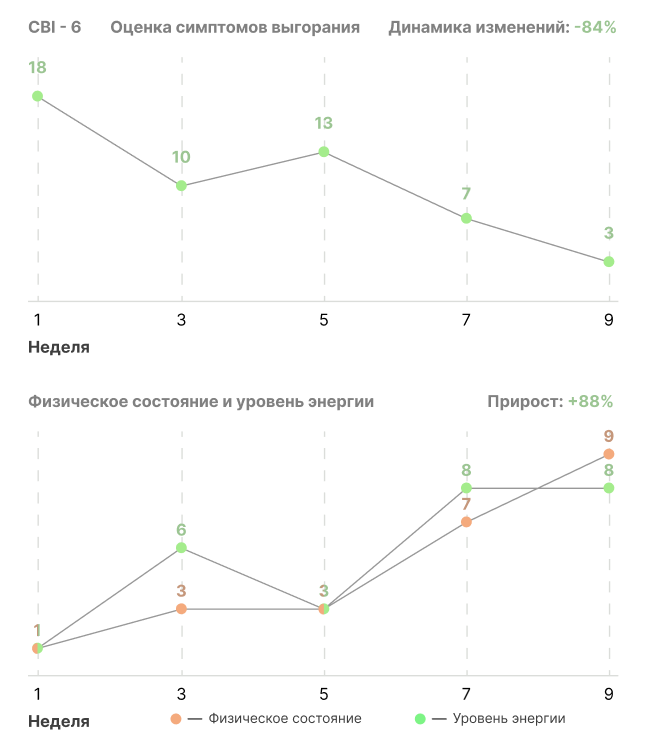 CBI - 6 Оценка симптомов выгорания Динамика изменений: -84%
18
13
10
7
3
1 3 5 7 9
Неделя
Физическое состояние и уровень энергии Прирост: +88%
9
8 8
7
6
3 3
1
1 3 5 7 9
Неделя — Физическое состояние — Уровень энергии